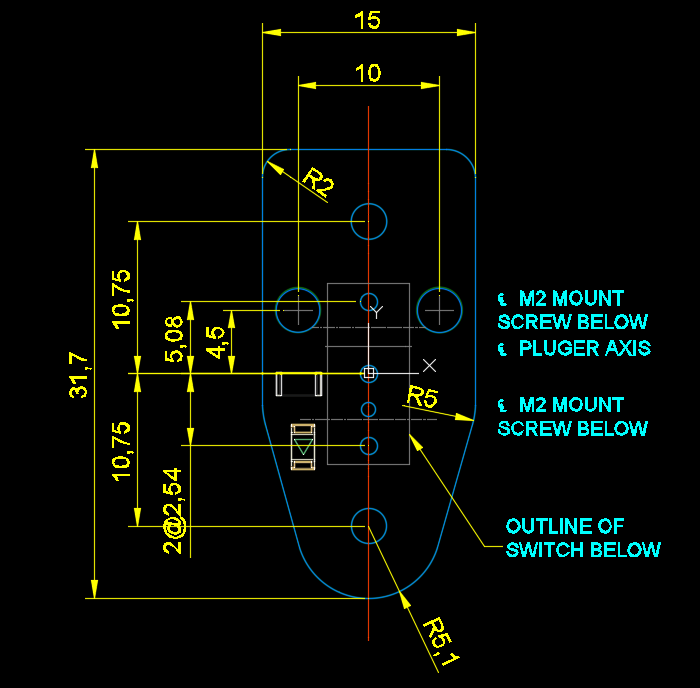 15
10
R2
10,75
5,08
4,5
31,7
Y
X
R5
10,75
2@2,54
R5,1
℄ M2 MOUNT
SCREW BELOW
℄ PLUGER AXIS
℄ M2 MOUNT
SCREW BELOW
OUTLINE OF
SWITCH BELOW